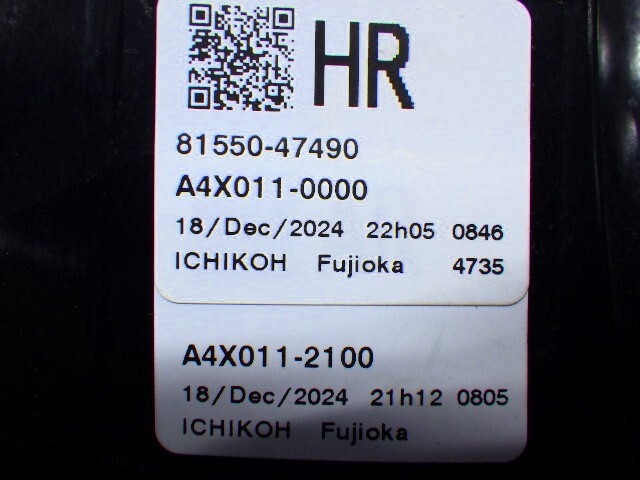 HR
81550-47490
A4X011-0000
18/Dec/2024 22h05 0846
ICHIKOH Fujioka 4735
A4X011-2100
18/Dec/2024 21h12 0805
ICHIKOH Fujioka